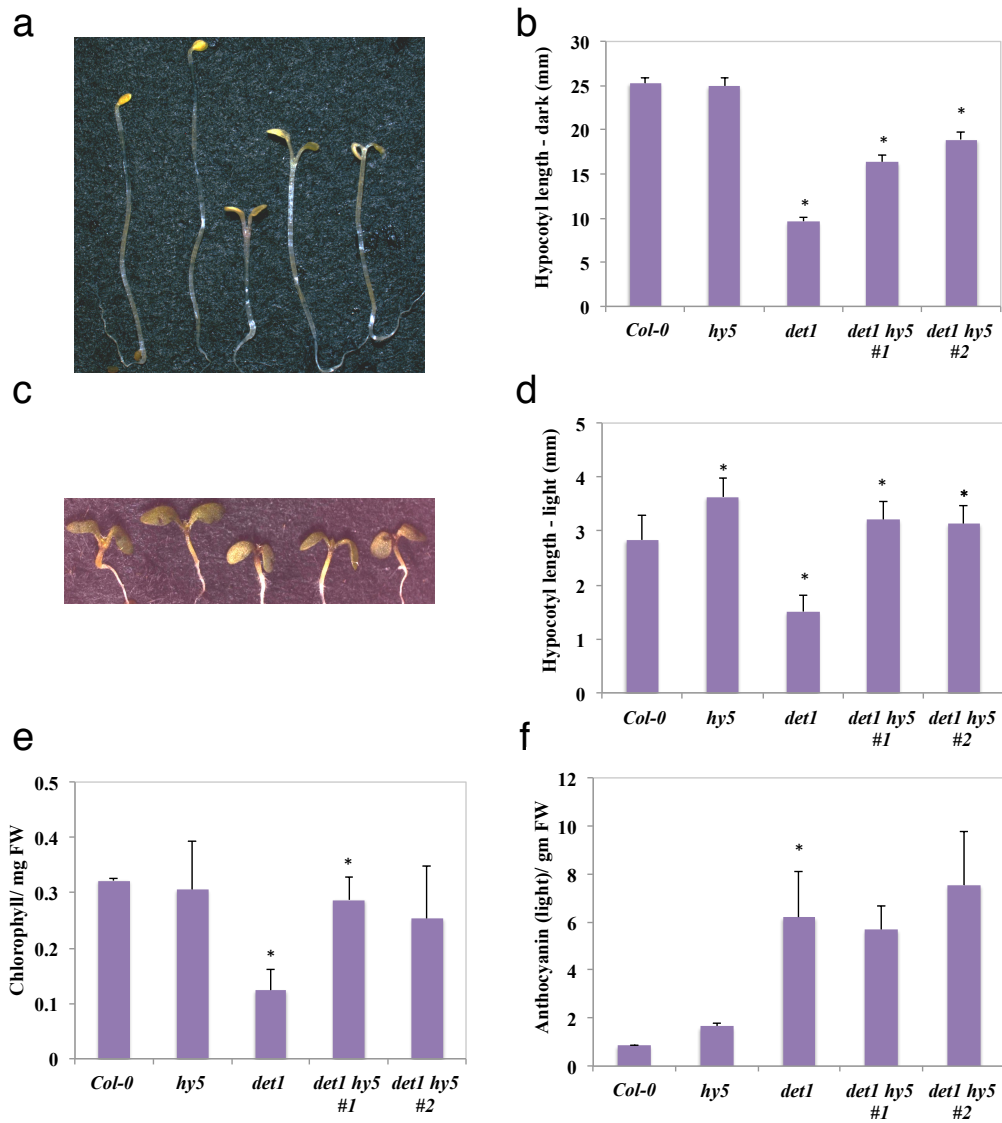 a
b
Hypocotyl length - dark (mm)
30
25
20
15
10
5
0
*
*
*
Col-0
hy5
det1
det1 hy5
#1
det1 hy5
#2
c
d
Hypocotyl length - light (mm)
5
4
3
2
1
0
*
*
*
*
Col-0
hy5
det1
det1 hy5
#1
det1 hy5
#2
e
Chlorophyll/ mg FW
0.5
0.4
0.3
0.2
0.1
0
*
*
Col-0
hy5
det1
det1 hy5
#1
det1 hy5
#2
f
Anthocyanin (light)/ gm FW
12
10
8
6
4
2
0
*
Col-0
hy5
det1
det1 hy5
#1
det1 hy5
#2